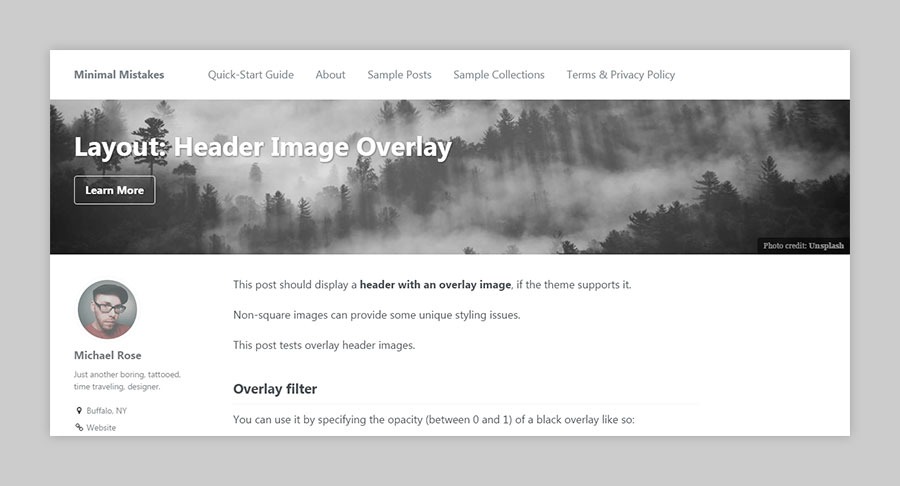 Minimal Mistakes Quick-Start Guide About Sample Posts Sample Collections Terms & Privacy Policy
Layout: Header Image Overlay
Learn More
Photo credit: Unsplash
Michael Rose
Just another boring, tattooed,
time traveling, designer.
Buffalo, NY
Website
This post should display a header with an overlay image, if the theme supports it.
Non-square images can provide some unique styling issues.
This post tests overlay header images.
Overlay filter
You can use it by specifying the opacity (between 0 and 1) of a black overlay like so: